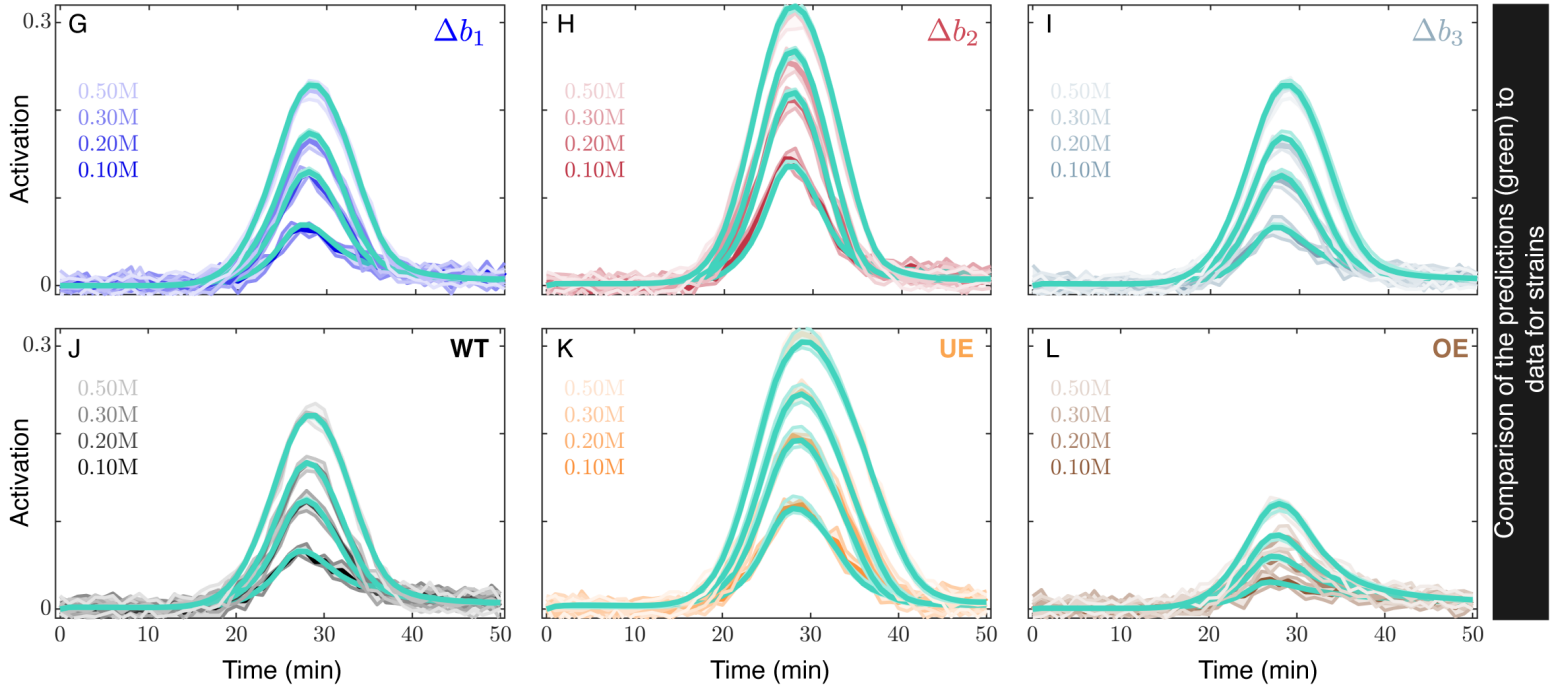 G
Δb₁
0.3
0.50M
0.30M
0.20M
0.10M
0
Activation
H
Δb₂
0.50M
0.30M
0.20M
0.10M
I
Δb₃
0.50M
0.30M
0.20M
0.10M
J
WT
0.3
0.50M
0.30M
0.20M
0.10M
0
Activation
0 10 20 30 40 50
Time (min)
K
UE
0.50M
0.30M
0.20M
0.10M
0 10 20 30 40 50
Time (min)
L
OE
0.50M
0.30M
0.20M
0.10M
0 10 20 30 40 50
Time (min)
Comparison of the predictions (green) to
data for strains